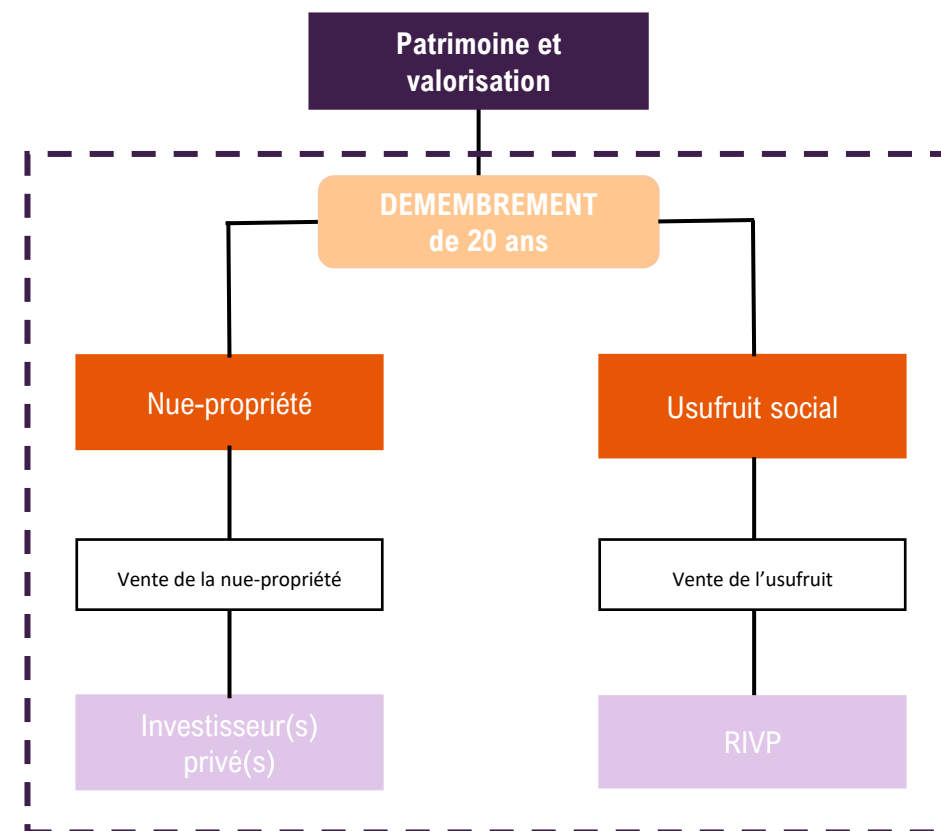 Patrimoine et
valorisation
DEMEMBREMENT
de 20 ans
Nue-propriété
Usufruit social
Vente de la nue-propriété
Vente de l’usufruit
Investisseur(s)
privé(s)
RIVP